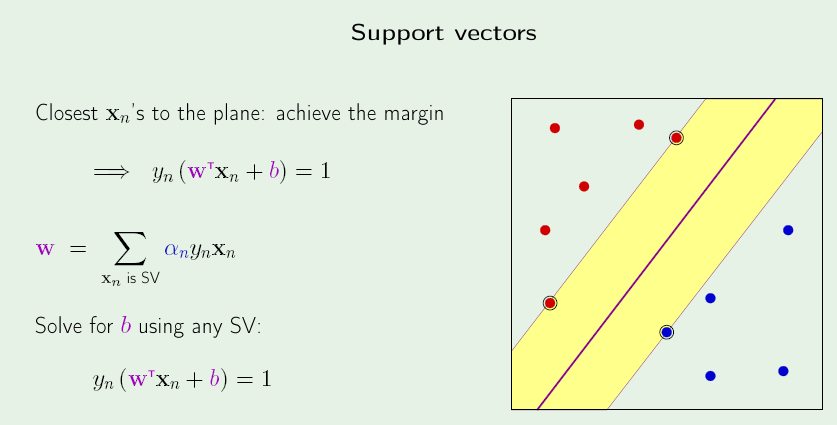 Support vectors
Closest xₙ's to the plane: achieve the margin
⟹ yₙ (wᵀxₙ + b) = 1
w = ∑ αₙyₙxₙ
xₙ is SV
Solve for b using any SV:
yₙ (wᵀxₙ + b) = 1